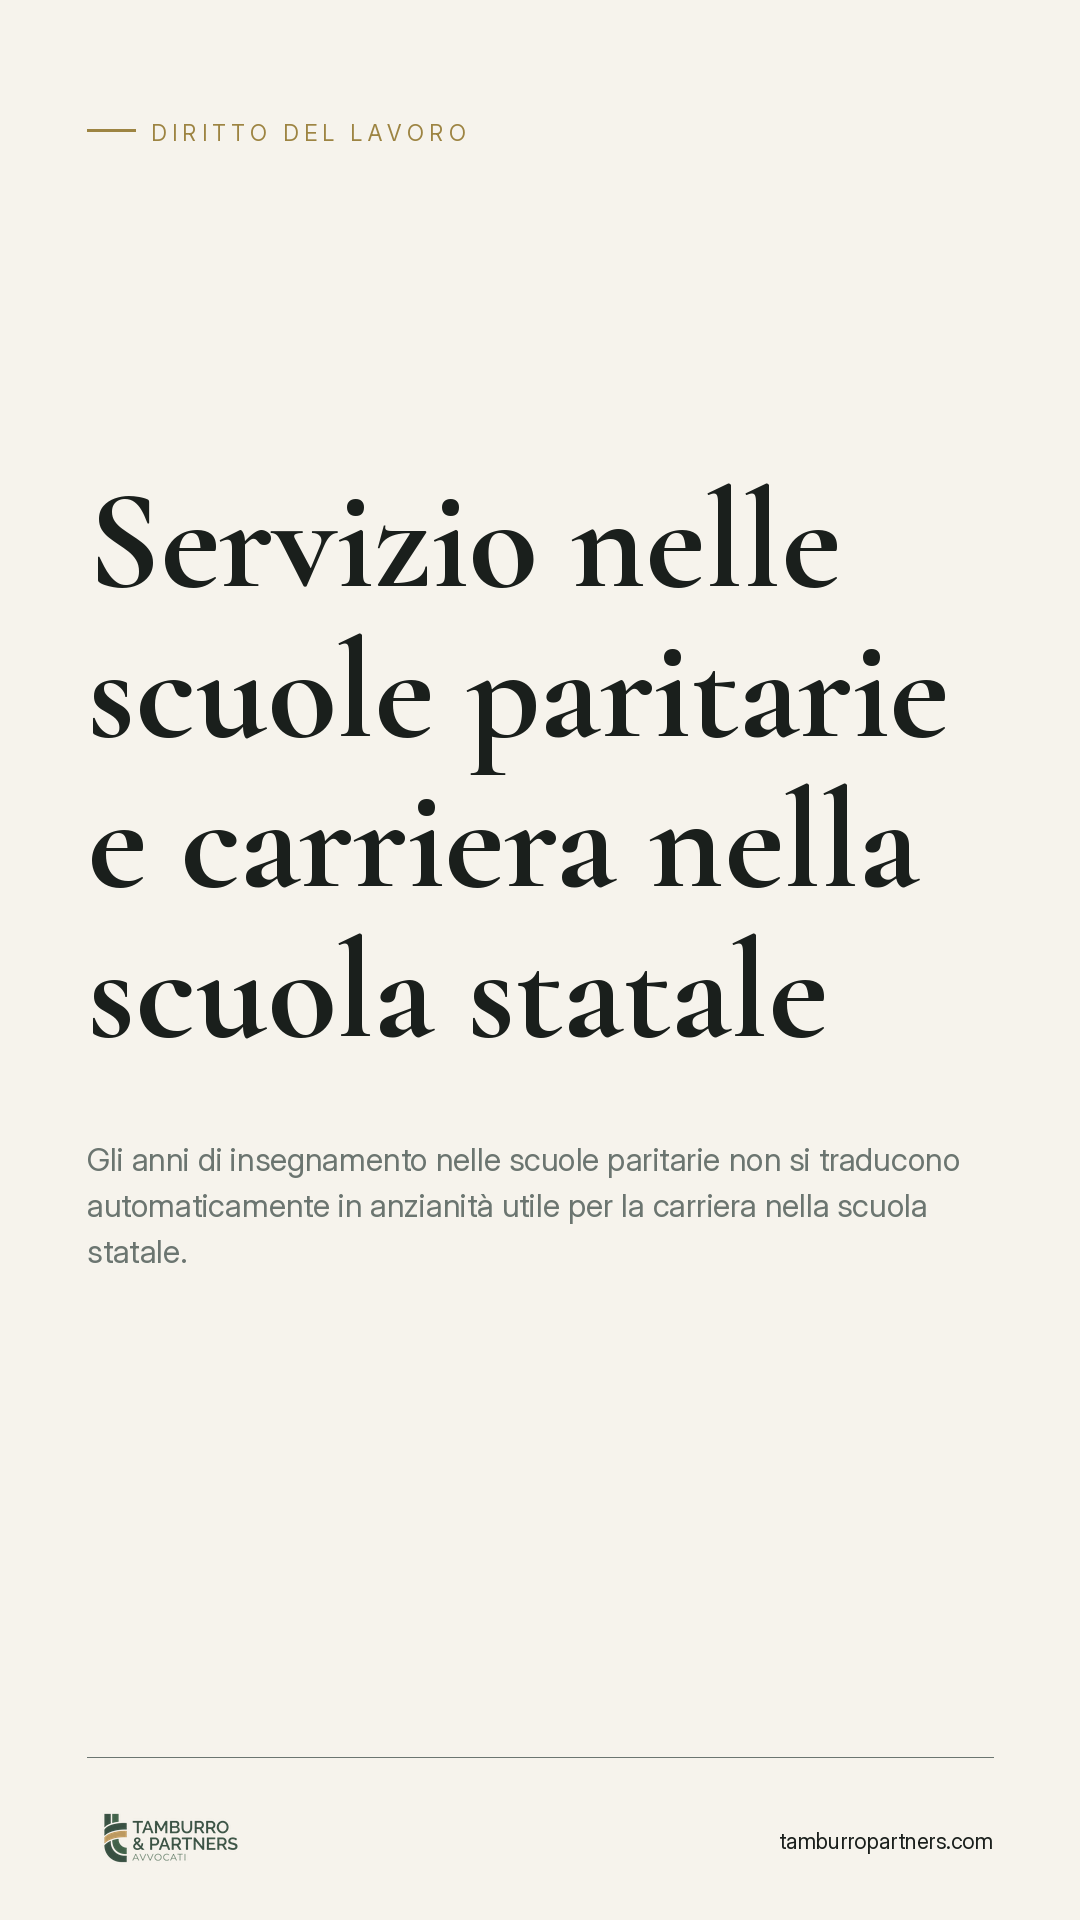 DIRITTO DEL LAVORO
Servizio nelle
scuole paritarie
e carriera nella
scuola statale
Gli anni di insegnamento nelle scuole paritarie non si traducono
automaticamente in anzianità utile per la carriera nella scuola
statale.
TAMBURRO
& PARTNERS
AVVOCATI
tamburropartners.com